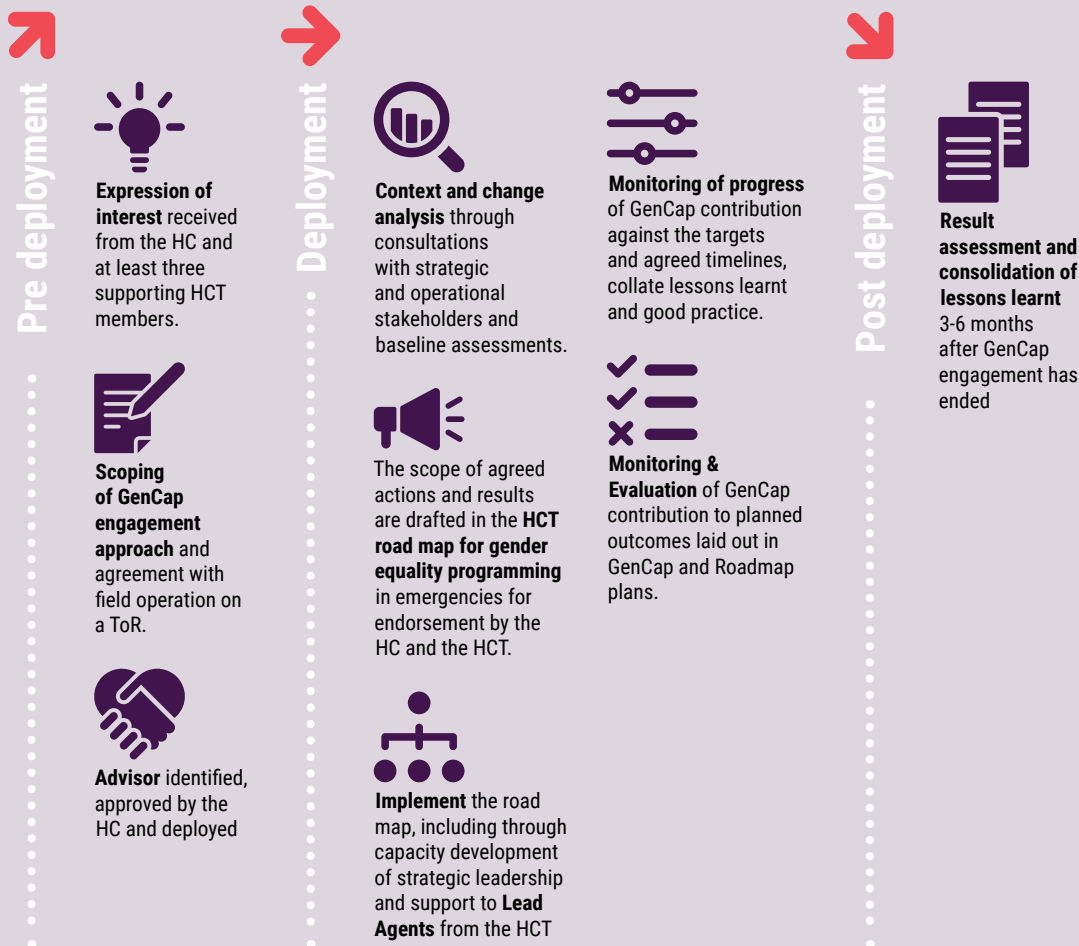 Pre deployment
Expression of
interest received
from the HC and
at least three
supporting HCT
members.
Scoping
of GenCap
engagement
approach and
agreement with
field operation on
a ToR.
Advisor identified,
approved by the
HC and deployed
Deployment
Context and change
analysis through
consultations
with strategic
and operational
stakeholders and
baseline assessments.
The scope of agreed
actions and results
are drafted in the HCT
road map for gender
equality programming
in emergencies for
endorsement by the
HC and the HCT.
Implement the road
map, including through
capacity development
of strategic leadership
and support to Lead
Agents from the HCT
Monitoring of progress
of GenCap contribution
against the targets
and agreed timelines,
collate lessons learnt
and good practice.
Monitoring &
Evaluation of GenCap
contribution to planned
outcomes laid out in
GenCap and Roadmap
plans.
Post deployment
Result
assessment and
consolidation of
lessons learnt
3-6 months
after GenCap
engagement has
ended